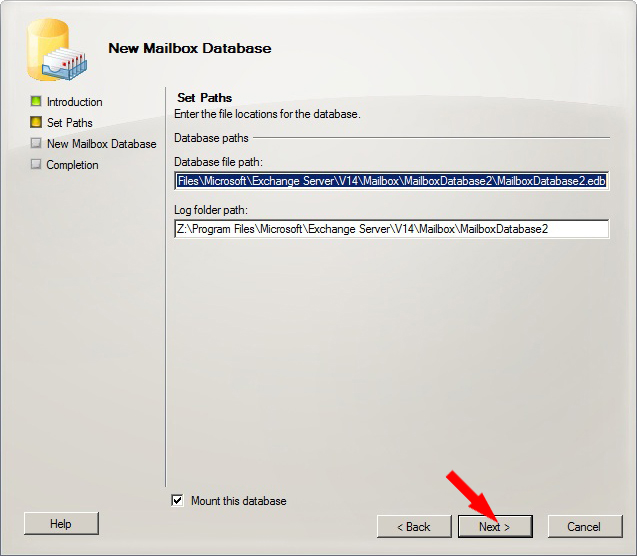 New Mailbox Database
Introduction
Set Paths
New Mailbox Database
Completion
Set Paths
Enter the file locations for the database.
Database paths
Database file path:
Files\Microsoft\Exchange Server\V14\Mailbox\MailboxDatabase2\MailboxDatabase2.edb
Log folder path:
Z:\Program Files\Microsoft\Exchange Server\V14\Mailbox\MailboxDatabase2
Mount this database
Help
< Back
Next >
Cancel